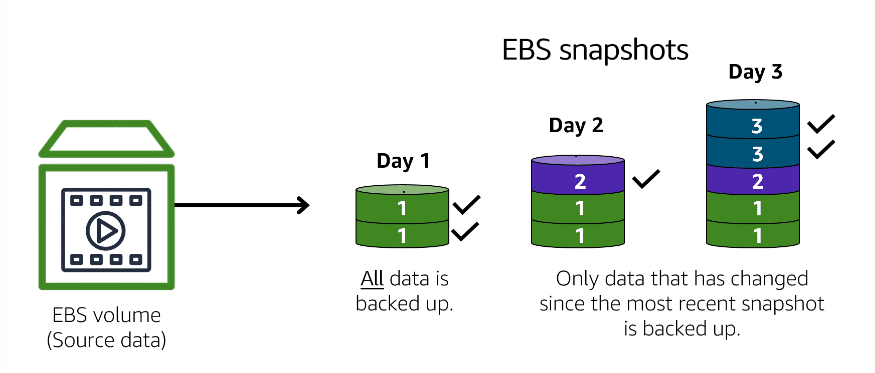 EBS snapshots
Day 3
Day 2
Day 1
3
3
2
2
1
1
1
1
1
1
EBS volume
(Source data)
All data is
backed up.
Only data that has changed
since the most recent snapshot
is backed up.